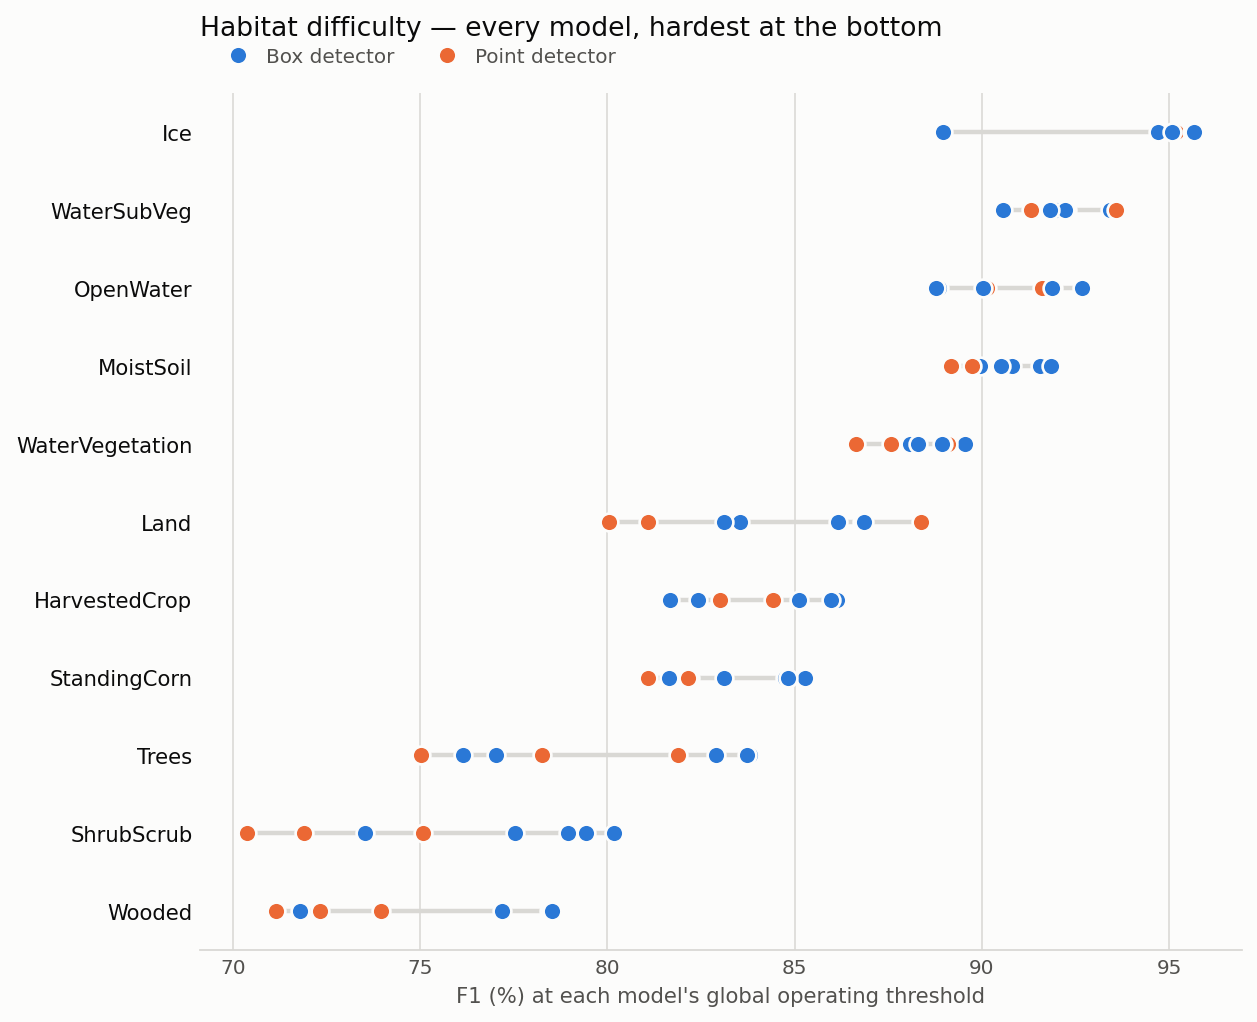 Habitat difficulty — every model, hardest at the bottom
Box detector Point detector
Ice
WaterSubVeg
OpenWater
MoistSoil
WaterVegetation
Land
HarvestedCrop
StandingCorn
Trees
ShrubScrub
Wooded
70 75 80 85 90 95
F1 (%) at each model's global operating threshold